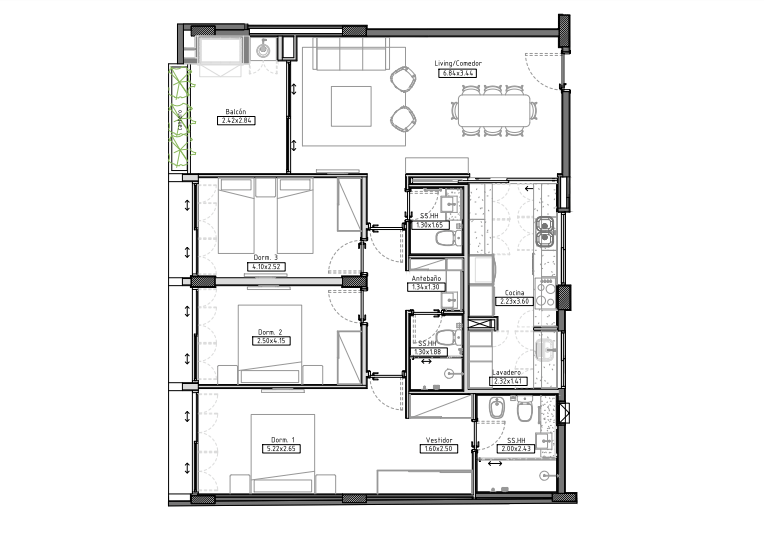 Living/Comedor
6.84x3.44
Balcón
2.42x2.84
SS.HH
1.30x1.65
Dorm. 3
4.10x2.52
Antebaño
1.34x1.30
Cocina
2.23x3.60
Dorm. 2
2.50x4.15
SS.HH
1.30x1.88
Lavadero
2.32x1.41
Dorm. 1
5.22x2.65
Vestidor
1.60x2.50
SS.HH
2.00x2.43